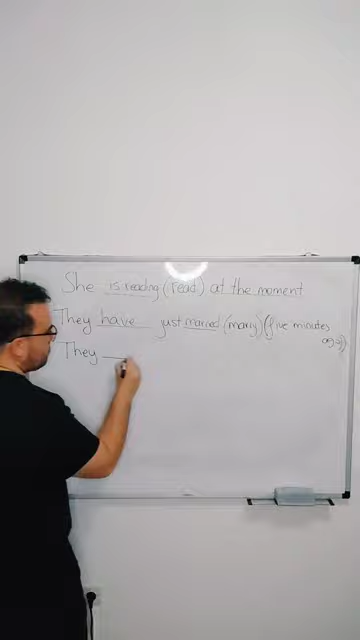 She is reading (read) at the moment
They have just married (marry) (five minutes ago)
They